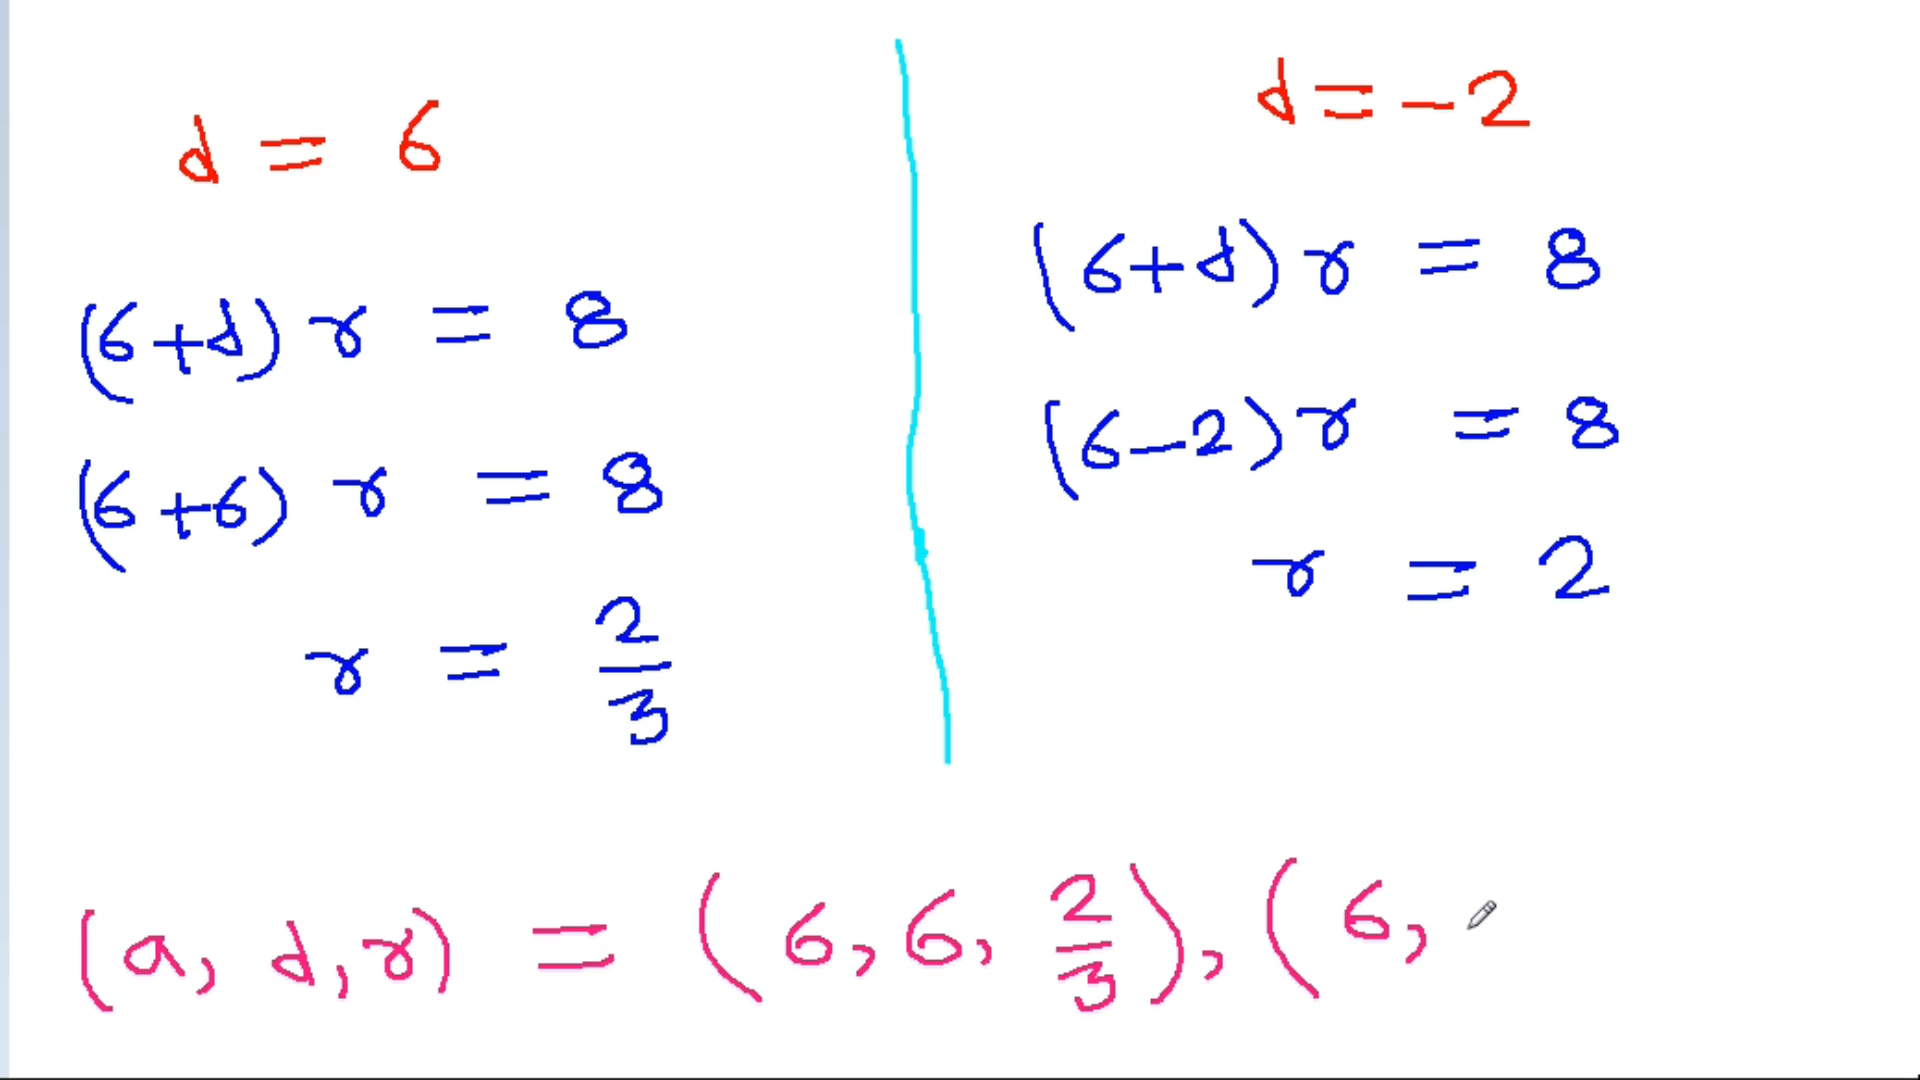 d = 6
(6+d) r = 8
(6+6) r = 8
r = 2/3
d = -2
(6+d) r = 8
(6-2) r = 8
r = 2
(a, d, r) = (6, 6, 2/3), (6,